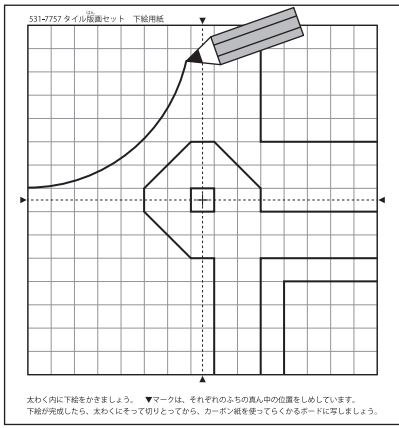 531-7757 タイル版画セット　下絵用紙
はん
太わく内に下絵をかきましょう。　▼マークは、それぞれのふちの真ん中の位置をしめしています。
下絵が完成したら、太わくにそって切りとってから、カーボン紙を使ってらくかるボードに写しましょう。